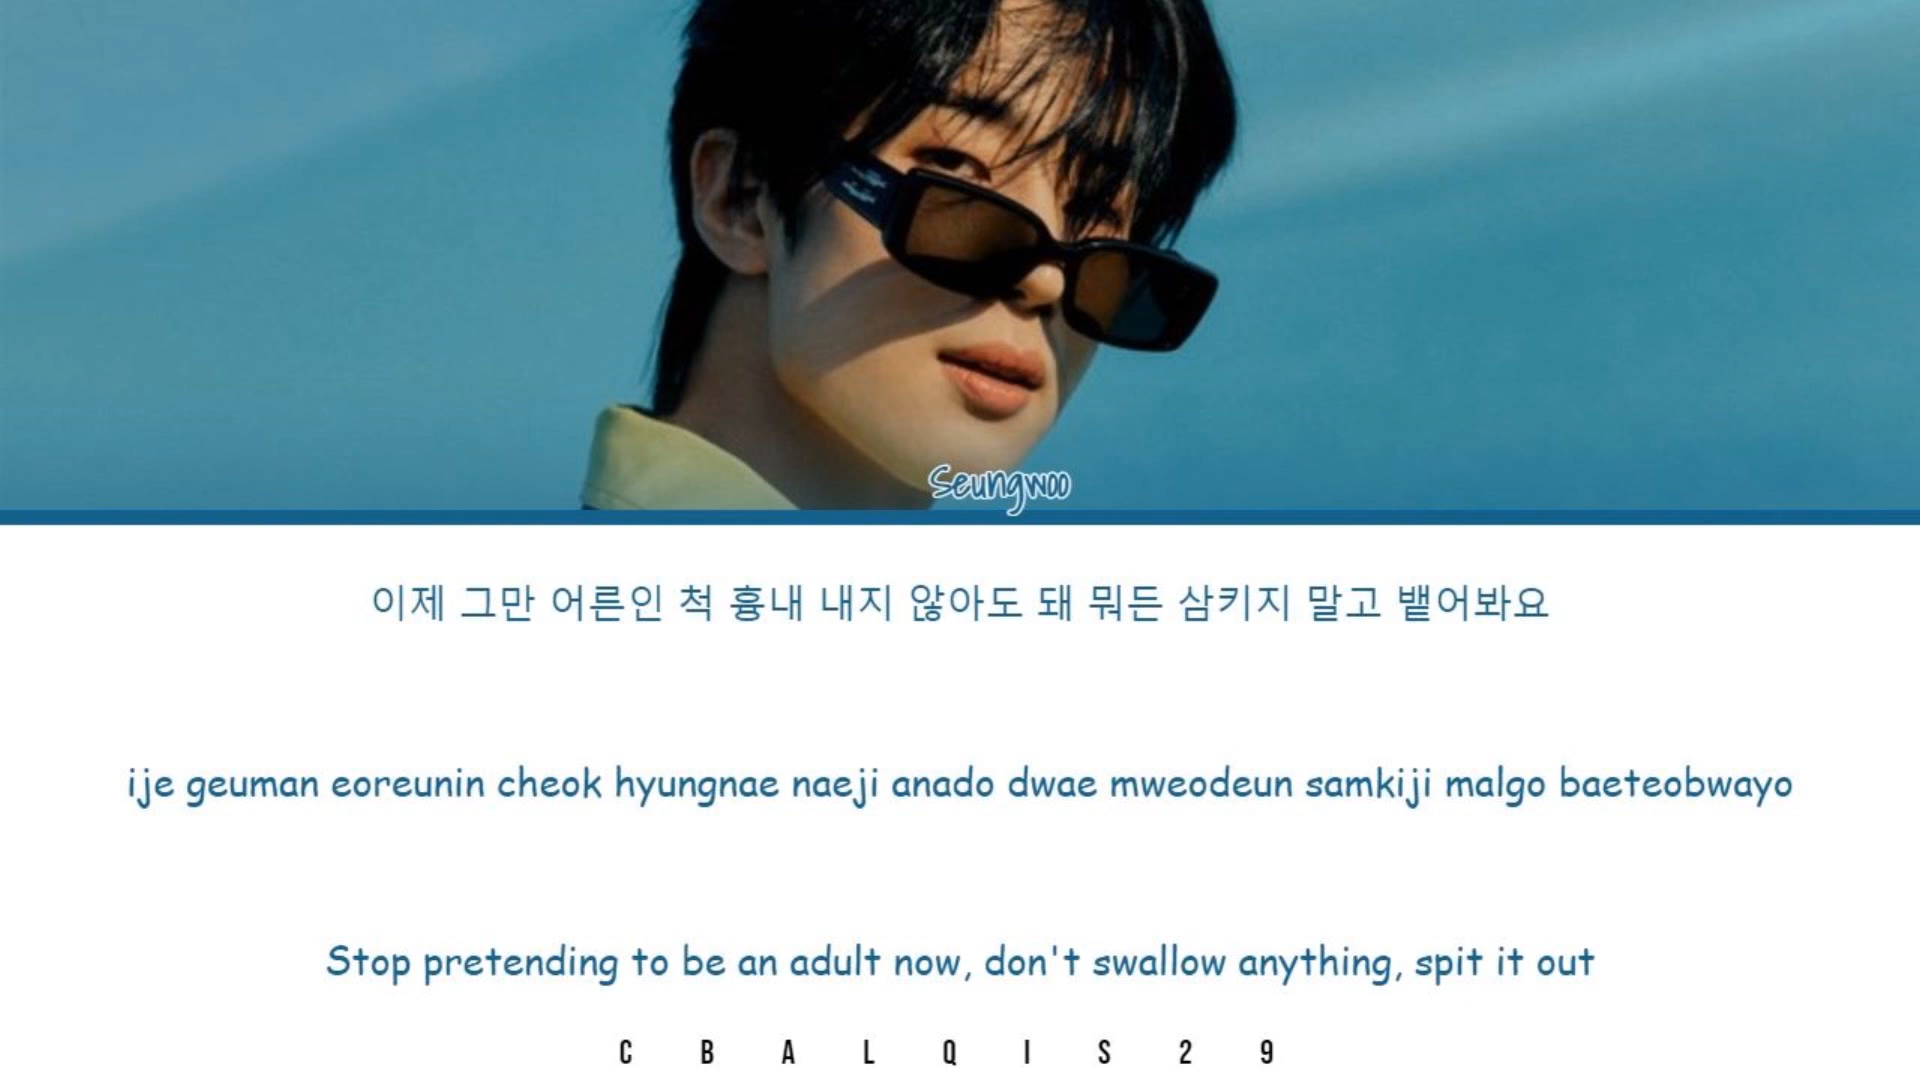 Seungwoo
이제 그만 어른인 척 흉내 내지 않아도 돼 뭐든 삼키지 말고 뱉어봐요
ije geuman eoreunin cheok hyungnae naeji anado dwae mweodeun samkiji malgo baeteobwayo
Stop pretending to be an adult now, don't swallow anything, spit it out
C B A L Q I S 2 9